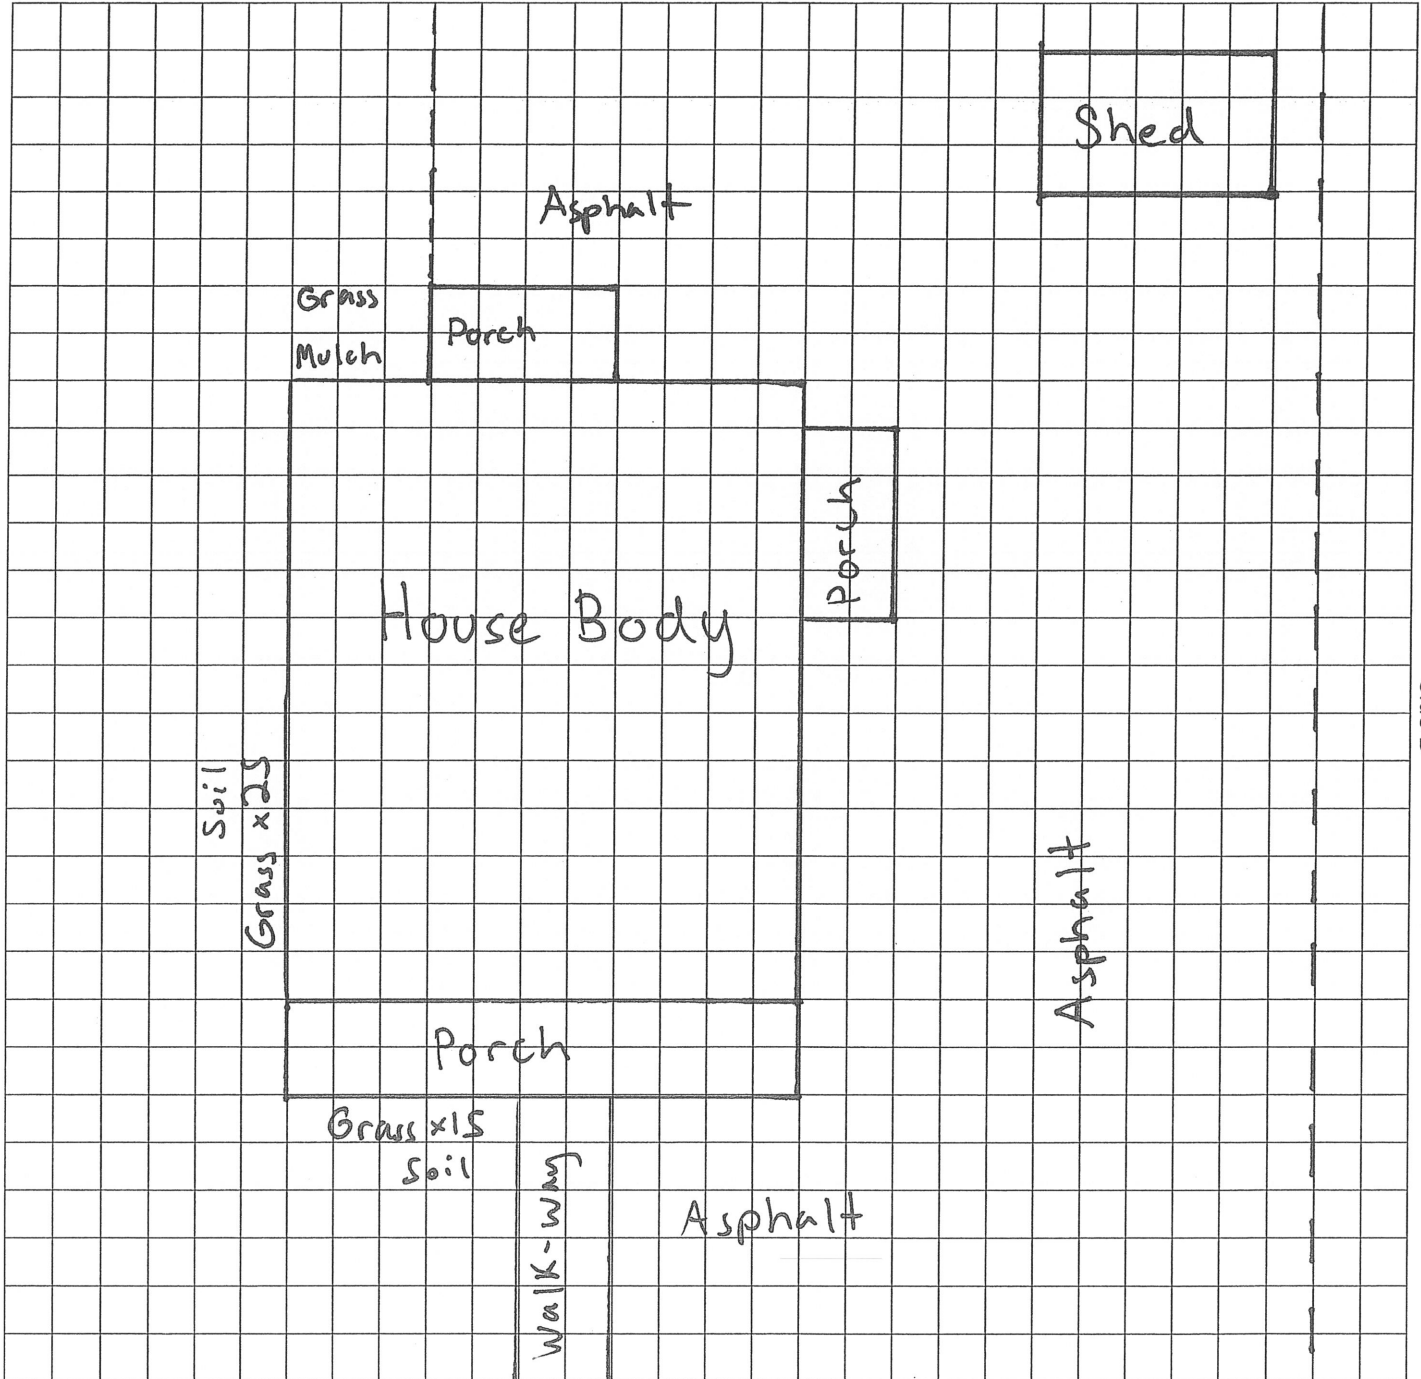 Shed
Asphalt
Grass
Mulch
Porch
Porch
House Body
Soil
Grass x25
Asphalt
Porch
Grass x15
Soil
Walk-way
Asphalt